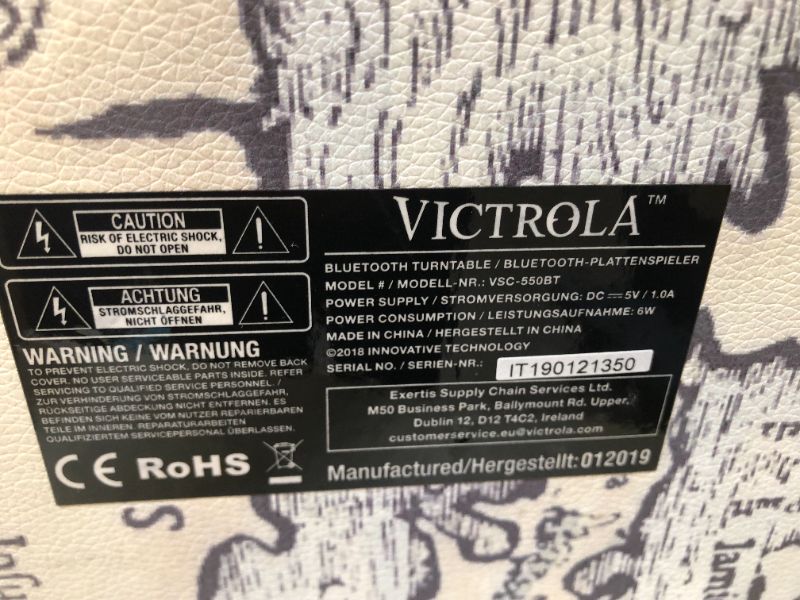 CAUTION
RISK OF ELECTRIC SHOCK,
DO NOT OPEN
ACHTUNG
STROMSCHLAGGEFAHR,
NICHT ÖFFNEN
WARNING / WARNUNG
TO PREVENT ELECTRIC SHOCK, DO NOT REMOVE BACK
COVER. NO USER SERVICEABLE PARTS INSIDE. REFER
SERVICING TO QUALIFIED SERVICE PERSONNEL. /
ZUR VERHINDERUNG VON STROMSCHLAGGEFAHR,
RÜCKSEITIGE ABDECKUNG NICHT ENTFERNEN. ES
BEFINDEN SICH KEINE VOM NUTZER REPARIERBAREN
TEILE IM INNEREN. REPARATURARBEITEN
QUALIFIZIERTEM SERVICEPERSONAL ÜBERLASSEN.
CE RoHS
VICTROLA™
BLUETOOTH TURNTABLE / BLUETOOTH-PLATTENSPIELER
MODEL # / MODELL-NR.: VSC-550BT
POWER SUPPLY / STROMVERSORGUNG: DC⎓5V / 1.0A
POWER CONSUMPTION / LEISTUNGSAUFNAHME: 6W
MADE IN CHINA / HERGESTELLT IN CHINA
©2018 INNOVATIVE TECHNOLOGY
SERIAL NO. / SERIEN-NR.: IT190121350
Exertis Supply Chain Services Ltd.
M50 Business Park, Ballymount Rd. Upper,
Dublin 12, D12 T4C2, Ireland
customerservice.eu@victrola.com
Manufactured/Hergestellt: 012019
S